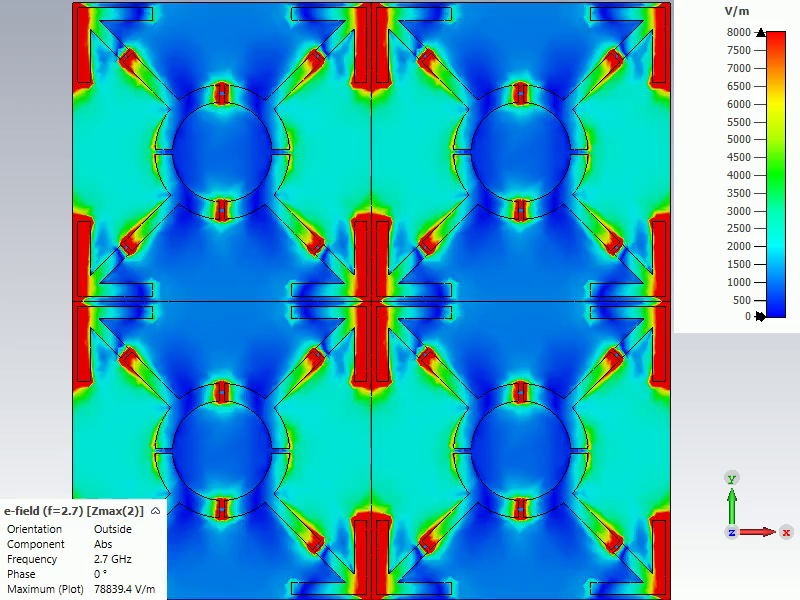 V/m
8000
7500
7000
6500
6000
5500
5000
4500
4000
3500
3000
2500
2000
1500
1000
500
0
y
z
x
e-field (f=2.7) [Zmax(2)]
Orientation Outside
Component Abs
Frequency 2.7 GHz
Phase 0 °
Maximum (Plot) 78839.4 V/m